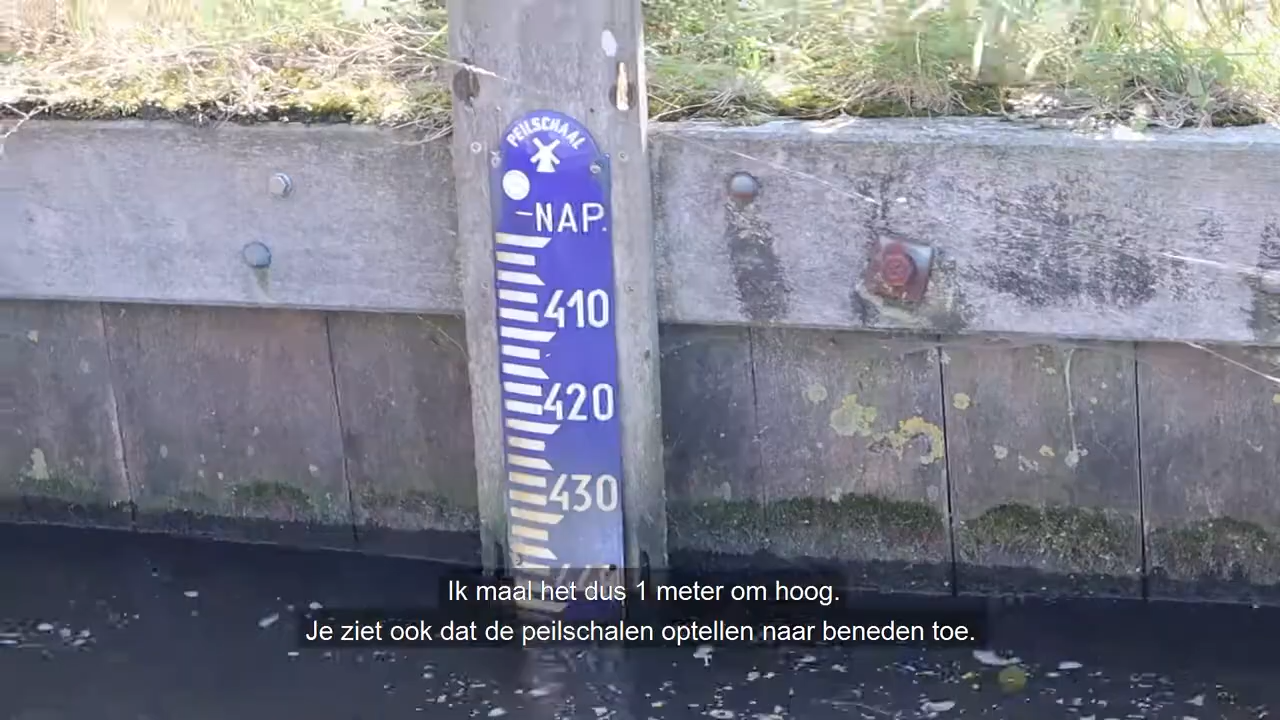 PEILSCHAAL
-NAP.
410
420
430
Ik maal het dus 1 meter om hoog.
Je ziet ook dat de peilschalen optellen naar beneden toe.